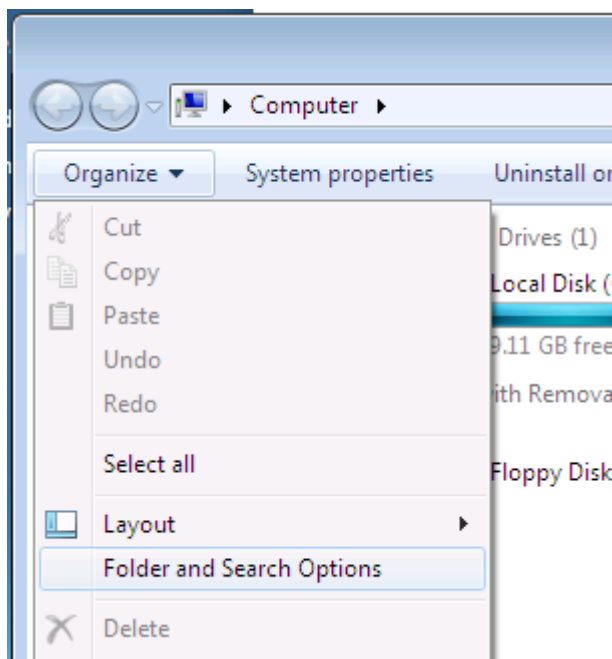 Computer
Organize System properties Uninstall or
Cut
Copy
Paste
Undo
Redo
Select all
Layout
Folder and Search Options
Delete
Drives (1)
Local Disk (
9.11 GB free
ith Remova
Floppy Disk